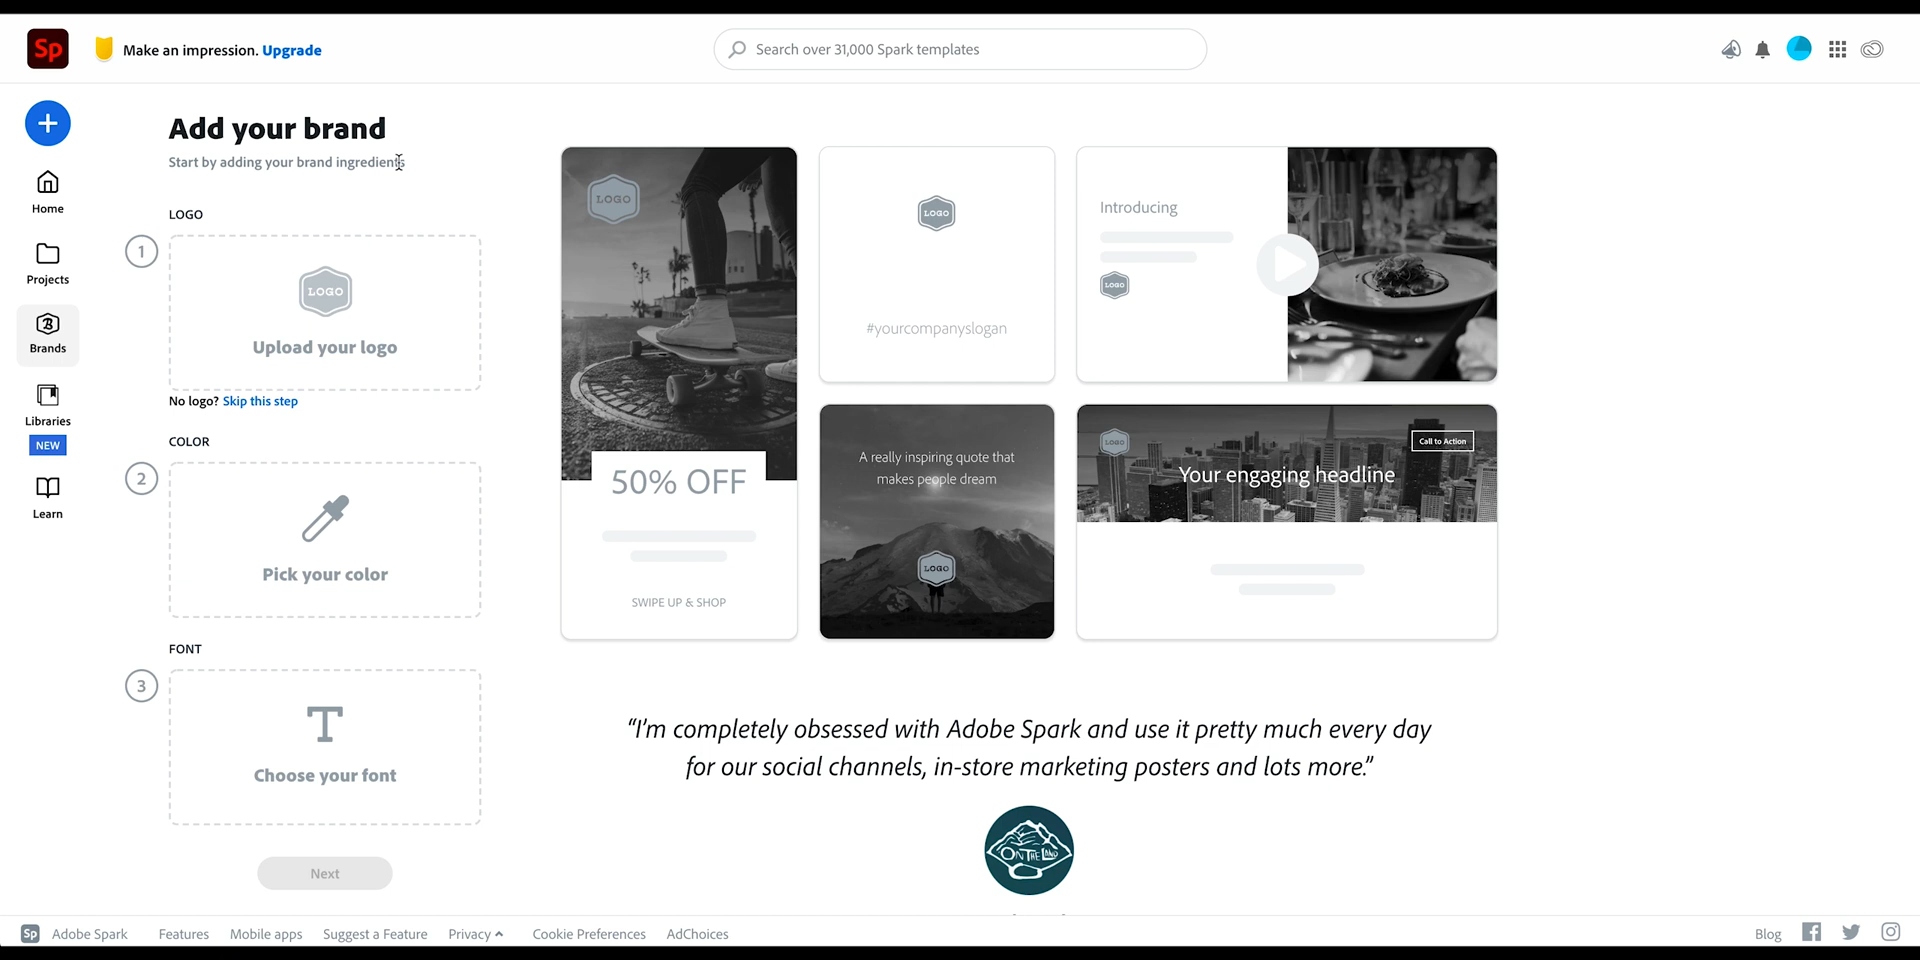 Sp
Make an impression. Upgrade
Search over 31,000 Spark templates
Home
Projects
Brands
Libraries
NEW
Learn
Add your brand
Start by adding your brand ingredients
LOGO
1
LOGO
Upload your logo
No logo? Skip this step
COLOR
2
Pick your color
FONT
3
T
Choose your font
Next
LOGO
50% OFF
SWIPE UP & SHOP
LOGO
#yourcompanyslogan
Introducing
LOGO
A really inspiring quote that
makes people dream
LOGO
LOGO
Call to Action
Your engaging headline
“I’m completely obsessed with Adobe Spark and use it pretty much every day
for our social channels, in-store marketing posters and lots more.”
ON THE LAND
Sp Adobe Spark Features Mobile apps Suggest a Feature Privacy Cookie Preferences AdChoices Blog